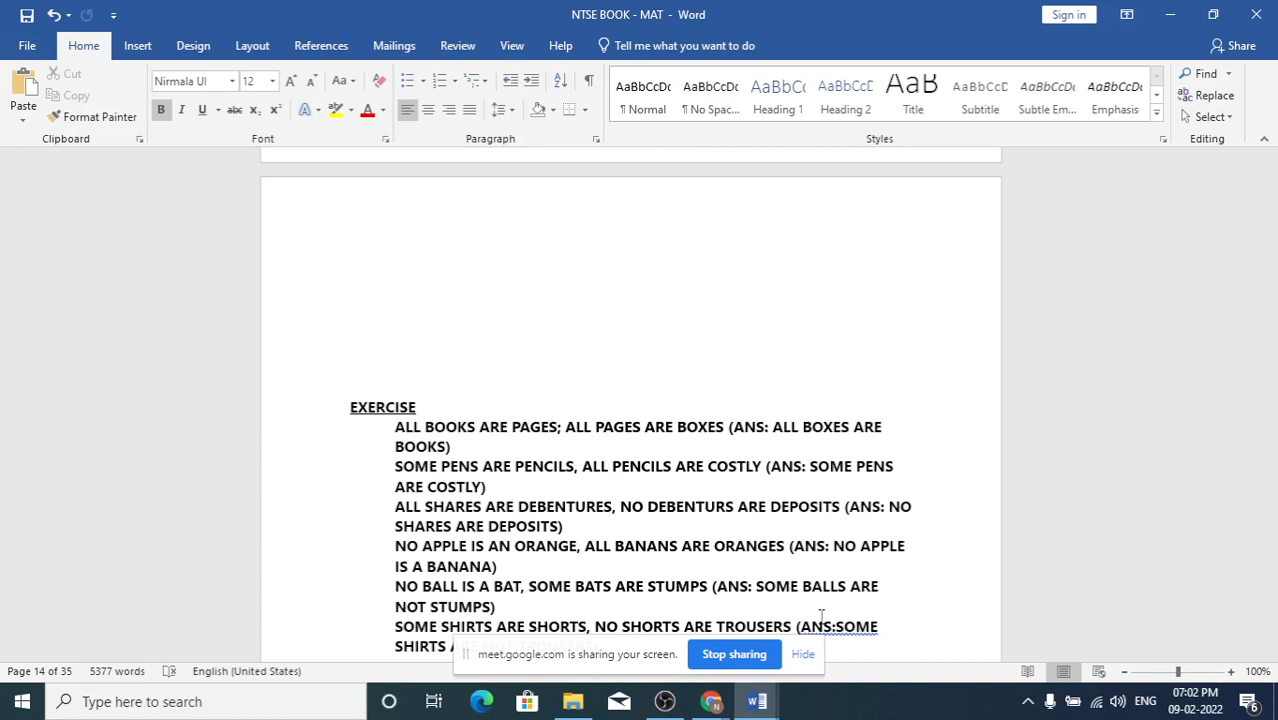 NTSE BOOK - MAT - Word
Sign in
File Home Insert Design Layout References Mailings Review View Help Tell me what you want to do Share
Paste
Cut
Copy
Format Painter
Clipboard
Nirmala UI 12
Font
Paragraph
AaBbCcDc AaBbCcDc AaBbCc AaBbCcC AaB AaBbCcD AaBbCcDc AaBbCcDc
¶ Normal ¶ No Spac... Heading 1 Heading 2 Title Subtitle Subtle Em... Emphasis
Styles
Find
Replace
Select
Editing
EXERCISE
ALL BOOKS ARE PAGES; ALL PAGES ARE BOXES (ANS: ALL BOXES ARE
BOOKS)
SOME PENS ARE PENCILS, ALL PENCILS ARE COSTLY (ANS: SOME PENS
ARE COSTLY)
ALL SHARES ARE DEBENTURES, NO DEBENTURS ARE DEPOSITS (ANS: NO
SHARES ARE DEPOSITS)
NO APPLE IS AN ORANGE, ALL BANANS ARE ORANGES (ANS: NO APPLE
IS A BANANA)
NO BALL IS A BAT, SOME BATS ARE STUMPS (ANS: SOME BALLS ARE
NOT STUMPS)
SOME SHIRTS ARE SHORTS, NO SHORTS ARE TROUSERS (ANS:SOME
SHIRTS
meet.google.com is sharing your screen. Stop sharing Hide
Page 14 of 35 5377 words English (United States) 100%
Type here to search
ENG
07:02 PM
09-02-2022
6